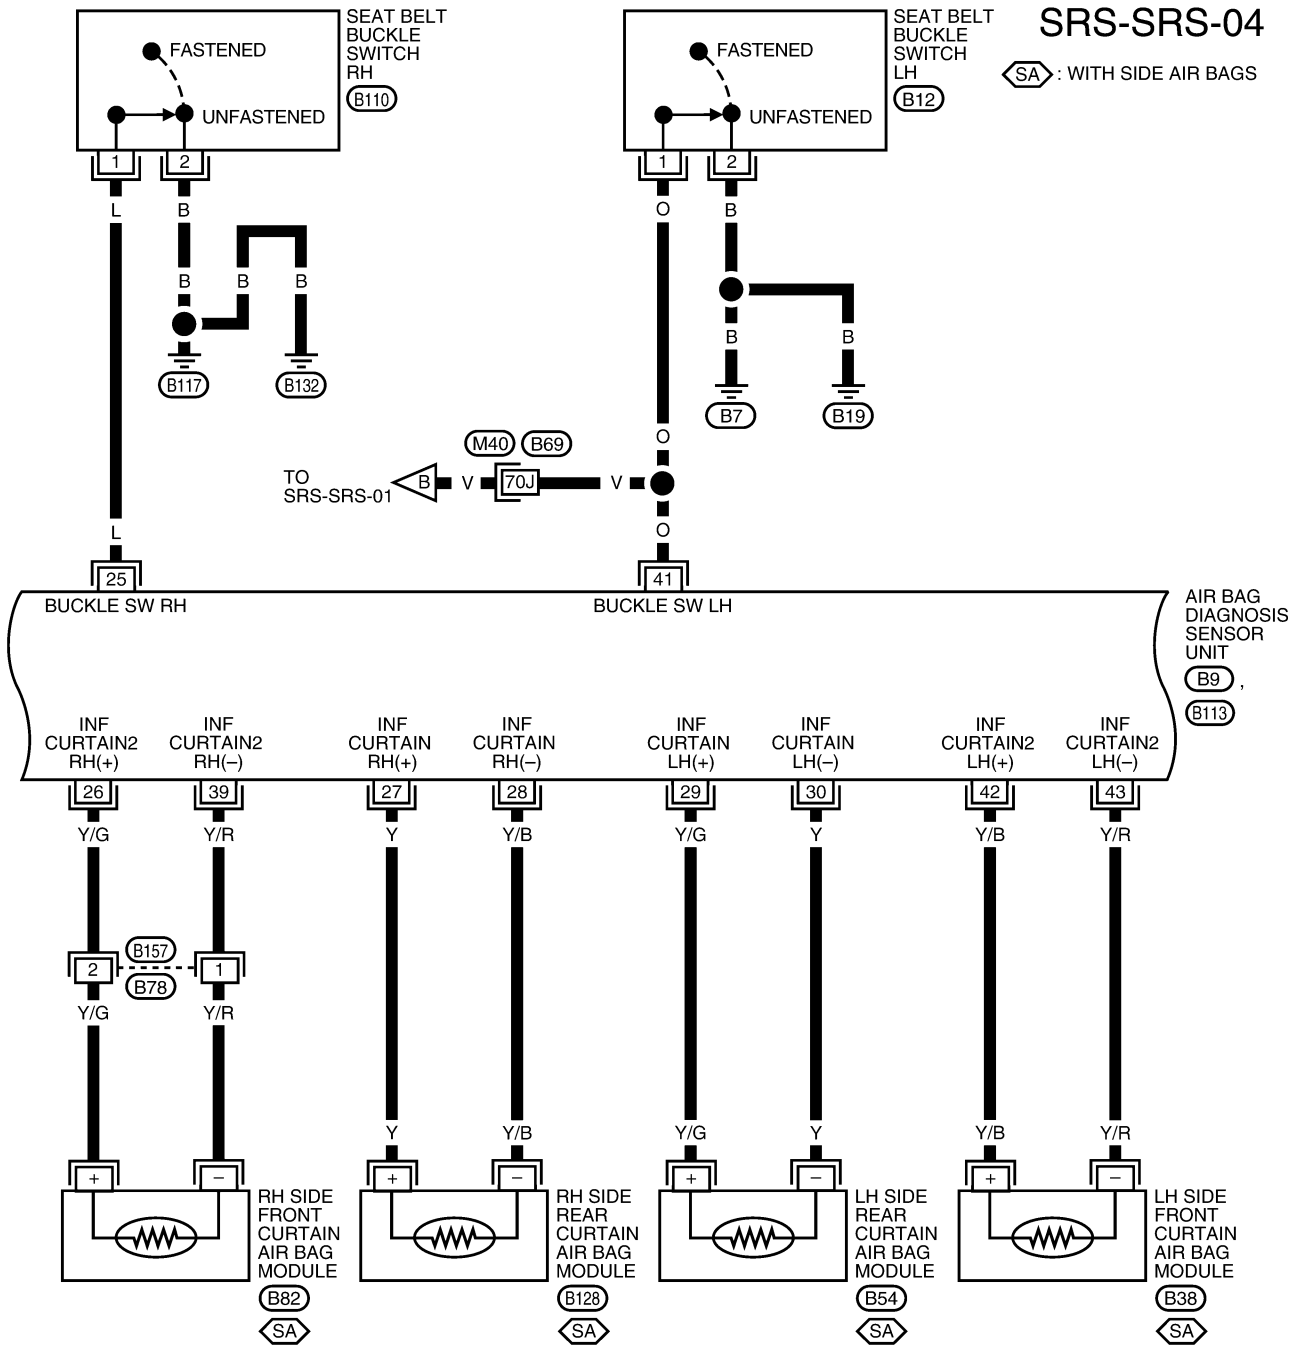 SRS-SRS-04
SA : WITH SIDE AIR BAGS
SEAT BELT
BUCKLE
SWITCH
RH
B110
FASTENED
UNFASTENED
1
2
SEAT BELT
BUCKLE
SWITCH
LH
B12
FASTENED
UNFASTENED
1
2
L
B
B
B
B
B117
B132
O
B
B
B
B7
B19
O
M40
B69
TO
SRS-SRS-01
B
V
70J
V
L
O
25
41
BUCKLE SW RH
BUCKLE SW LH
AIR BAG
DIAGNOSIS
SENSOR
UNIT
B9 ,
B113
INF
CURTAIN2
RH(+)
INF
CURTAIN2
RH(–)
INF
CURTAIN
RH(+)
INF
CURTAIN
RH(–)
INF
CURTAIN
LH(+)
INF
CURTAIN
LH(–)
INF
CURTAIN2
LH(+)
INF
CURTAIN2
LH(–)
26
39
27
28
29
30
42
43
Y/G
Y/R
Y
Y/B
Y/G
Y
Y/B
Y/R
2
B157
B78
1
Y/G
Y/R
Y
Y/B
Y/G
Y
Y/B
Y/R
+
–
+
–
+
–
+
–
RH SIDE
FRONT
CURTAIN
AIR BAG
MODULE
B82
SA
RH SIDE
REAR
CURTAIN
AIR BAG
MODULE
B128
SA
LH SIDE
REAR
CURTAIN
AIR BAG
MODULE
B54
SA
LH SIDE
FRONT
CURTAIN
AIR BAG
MODULE
B38
SA